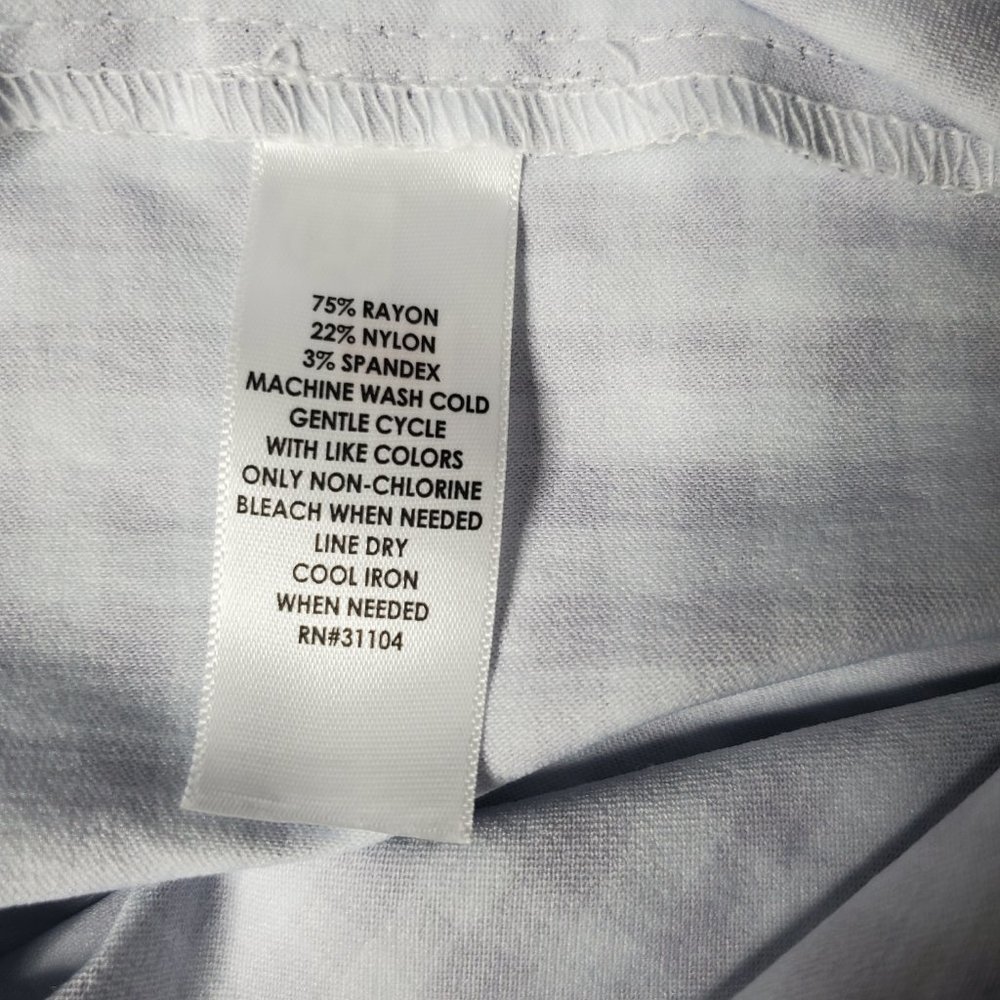 75% RAYON
22% NYLON
3% SPANDEX
MACHINE WASH COLD
GENTLE CYCLE
WITH LIKE COLORS
ONLY NON-CHLORINE
BLEACH WHEN NEEDED
LINE DRY
COOL IRON
WHEN NEEDED
RN#31104